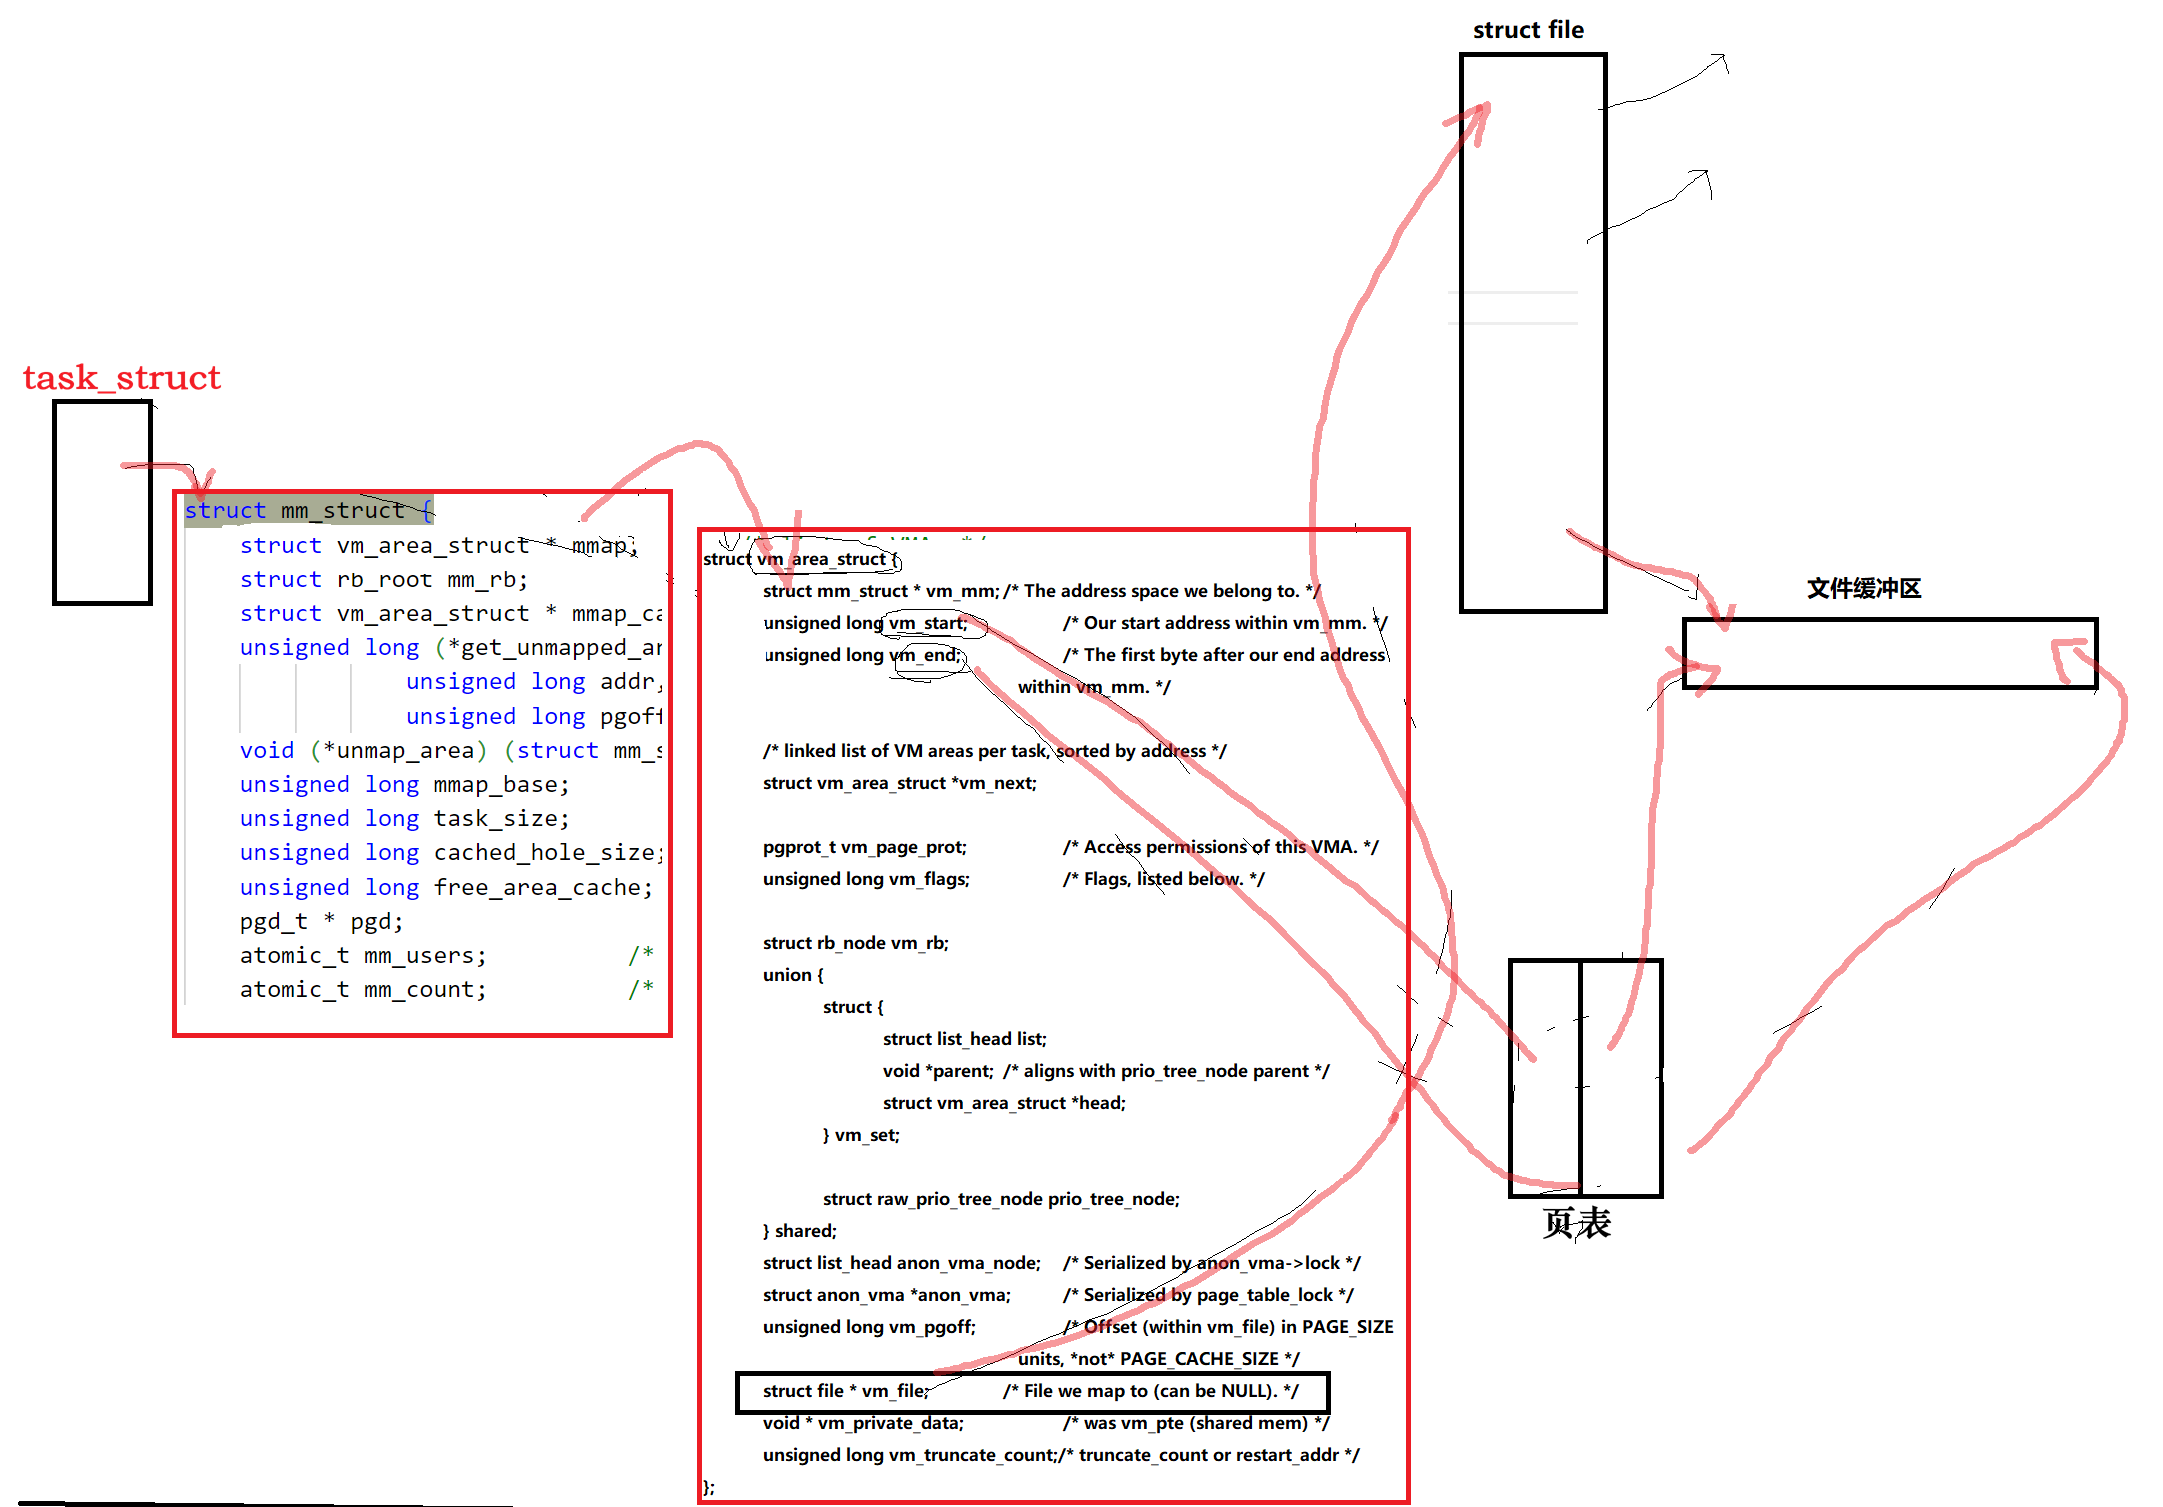 struct file
task_struct
struct mm_struct {
struct vm_area_struct * mmap;
struct rb_root mm_rb;
struct vm_area_struct * mmap_ca
unsigned long (*get_unmapped_ar
unsigned long addr,
unsigned long pgoff
void (*unmap_area) (struct mm_s
unsigned long mmap_base;
unsigned long task_size;
unsigned long cached_hole_size;
unsigned long free_area_cache;
pgd_t * pgd;
atomic_t mm_users; /*
atomic_t mm_count; /*
struct vm_area_struct {
struct mm_struct * vm_mm; /* The address space we belong to. */
unsigned long vm_start; /* Our start address within vm_mm. */
unsigned long vm_end; /* The first byte after our end address
within vm_mm. */
/* linked list of VM areas per task, sorted by address */
struct vm_area_struct *vm_next;
pgprot_t vm_page_prot; /* Access permissions of this VMA. */
unsigned long vm_flags; /* Flags, listed below. */
struct rb_node vm_rb;
union {
struct {
struct list_head list;
void *parent; /* aligns with prio_tree_node parent */
struct vm_area_struct *head;
} vm_set;
struct raw_prio_tree_node prio_tree_node;
} shared;
struct list_head anon_vma_node; /* Serialized by anon_vma->lock */
struct anon_vma *anon_vma; /* Serialized by page_table_lock */
unsigned long vm_pgoff; /* Offset (within vm_file) in PAGE_SIZE
units, *not* PAGE_CACHE_SIZE */
struct file * vm_file; /* File we map to (can be NULL). */
void * vm_private_data; /* was vm_pte (shared mem) */
unsigned long vm_truncate_count;/* truncate_count or restart_addr */
};
文件缓冲区
页表